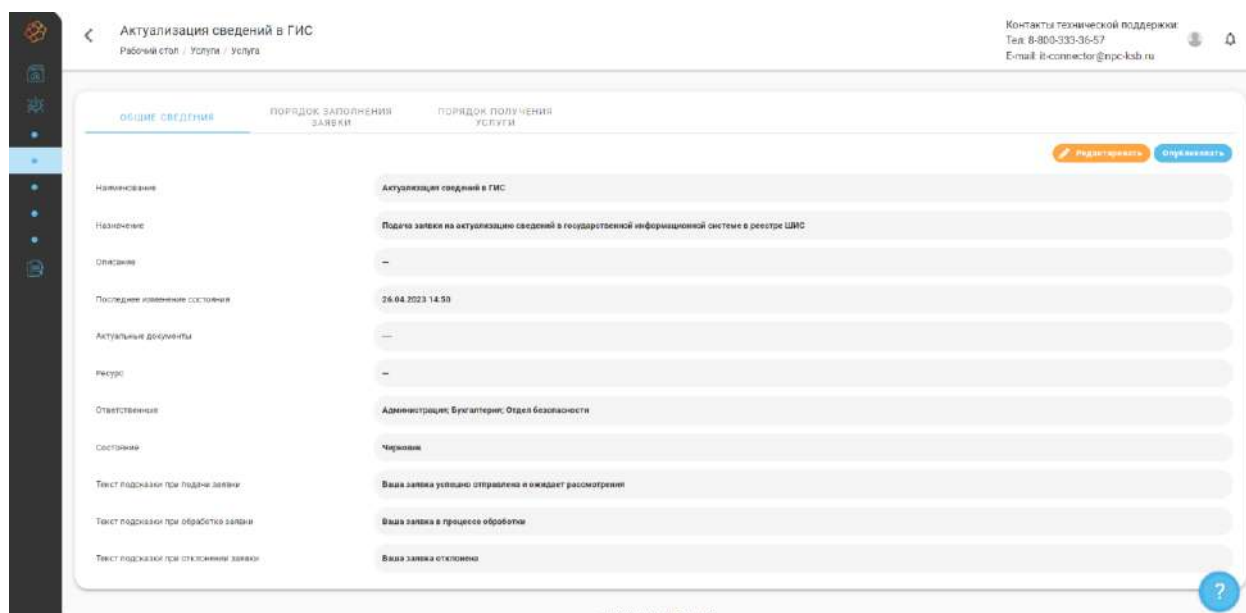 Актуализация сведений в ГИС
Рабочий стол / Услуги / Услуга
Контакты технической поддержки:
Тел: 8-800-333-36-57
E-mail: it-connector@npc-ksb.ru
ОБЩИЕ СВЕДЕНИЯ
ПОРЯДОК ЗАПОЛНЕНИЯ
ЗАЯВКИ
ПОРЯДОК ПОЛУЧЕНИЯ
УСЛУГИ
Редактировать
Опубликовать
Наименование
Актуализация сведений в ГИС
Назначение
Подача заявки на актуализацию сведений в государственной информационной системе в реестре ШИС
Описание
—
Последнее изменение состояния
26.04.2023 14:50
Актуальные документы
—
Ресурс
—
Ответственные
Администрация; Бухгалтерия; Отдел безопасности
Состояние
Черновик
Текст подсказки при подаче заявки
Ваша заявка успешно отправлена и ожидает рассмотрения
Текст подсказки при обработке заявки
Ваша заявка в процессе обработки
Текст подсказки при отклонении заявки
Ваша заявка отклонена
?